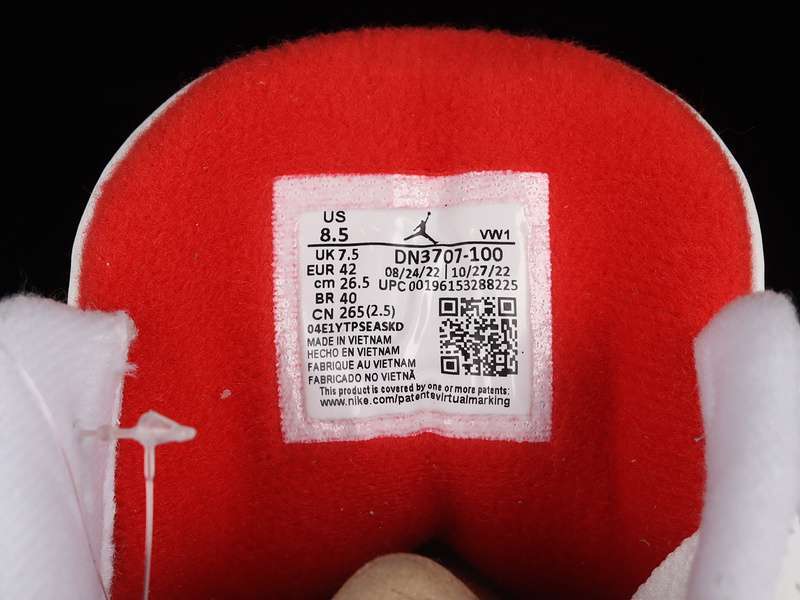 US
8.5 VW1
UK 7.5 DN3707-100
EUR 42 08/24/22 | 10/27/22
cm 26.5 UPC 00196153288225
BR 40
CN 265 (2.5)
04E1YTPSEASKD
MADE IN VIETNAM
HECHO EN VIETNAM
FABRIQUE AU VIETNAM
FABRICADO NO VIETNÃ
This product is covered by one or more patents:
www.nike.com/patentsvirtualmarking